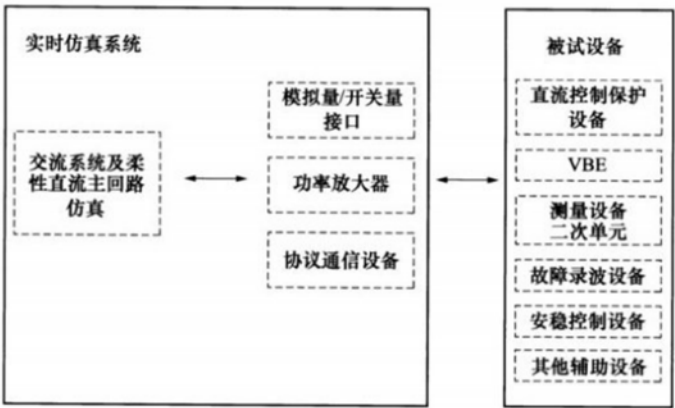 实时仿真系统
交流系统及柔
性直流主回路
仿真
模拟量/开关量
接口
功率放大器
协议通信设备
被试设备
直流控制保护
设备
VBE
测量设备
二次单元
故障录波设备
安稳控制设备
其他辅助设备